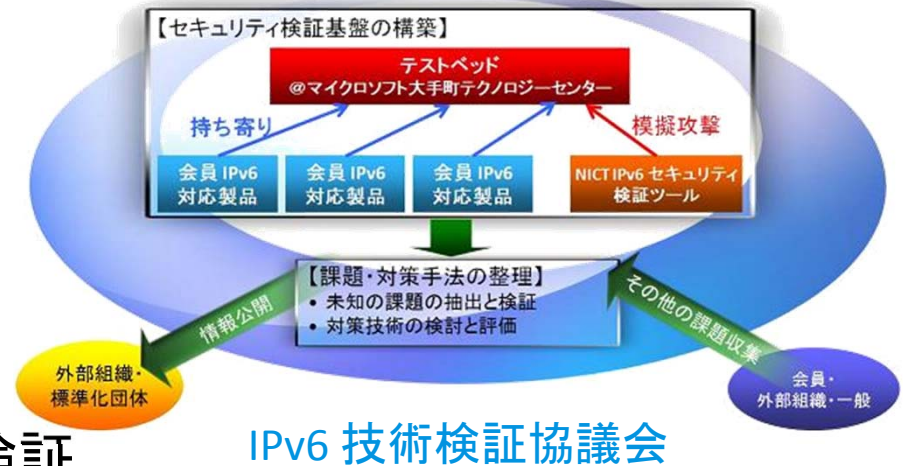 【セキュリティ検証基盤の構築】
テストベッド
@マイクロソフト大手町テクノロジーセンター
持ち寄り
模擬攻撃
会員 IPv6
対応製品
会員 IPv6
対応製品
会員 IPv6
対応製品
NICT IPv6 セキュリティ
検証ツール
【課題・対策手法の整理】
• 未知の課題の抽出と検証
• 対策技術の検討と評価
情報公開
その他の課題収集
外部組織・
標準化団体
会員・
外部組織・一般
IPv6 技術検証協議会